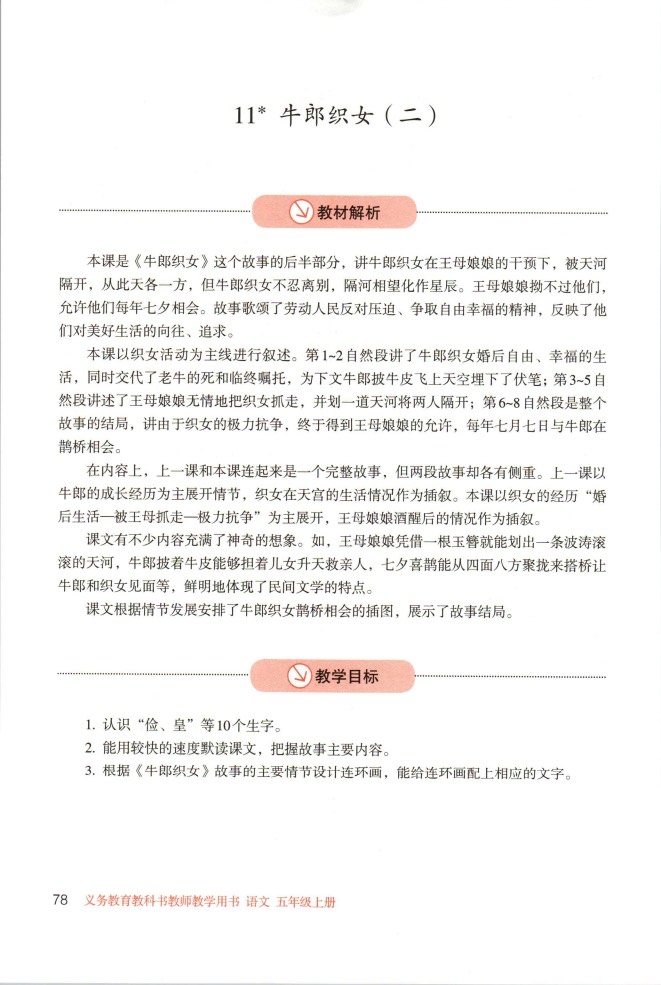 11* 牛郎织女（二）
教材解析
本课是《牛郎织女》这个故事的后半部分，讲牛郎织女在王母娘娘的干预下，被天河
隔开，从此天各一方，但牛郎织女不忍离别，隔河相望化作星辰。王母娘娘拗不过他们，
允许他们每年七夕相会。故事歌颂了劳动人民反对压迫、争取自由幸福的精神，反映了他
们对美好生活的向往、追求。
本课以织女活动为主线进行叙述。第1~2自然段讲了牛郎织女婚后自由、幸福的生
活，同时交代了老牛的死和临终嘱托，为下文牛郎披牛皮飞上天空埋下了伏笔；第3~5自
然段讲述了王母娘娘无情地把织女抓走，并划一道天河将两人隔开；第6~8自然段是整个
故事的结局，讲由于织女的极力抗争，终于得到王母娘娘的允许，每年七月七日与牛郎在
鹊桥相会。
在内容上，上一课和本课连起来是一个完整故事，但两段故事却各有侧重。上一课以
牛郎的成长经历为主展开情节，织女在天宫的生活情况作为插叙。本课以织女的经历“婚
后生活—被王母抓走—极力抗争”为主展开，王母娘娘酒醒后的情况作为插叙。
课文有不少内容充满了神奇的想象。如，王母娘娘凭借一根玉簪就能划出一条波涛滚
滚的天河，牛郎披着牛皮能够担着儿女升天救亲人，七夕喜鹊能从四面八方聚拢来搭桥让
牛郎和织女见面等，鲜明地体现了民间文学的特点。
课文根据情节发展安排了牛郎织女鹊桥相会的插图，展示了故事结局。
教学目标
1. 认识“俭、皇”等10个生字。
2. 能用较快的速度默读课文，把握故事主要内容。
3. 根据《牛郎织女》故事的主要情节设计连环画，能给连环画配上相应的文字。
78 义务教育教科书教师教学用书 语文 五年级上册